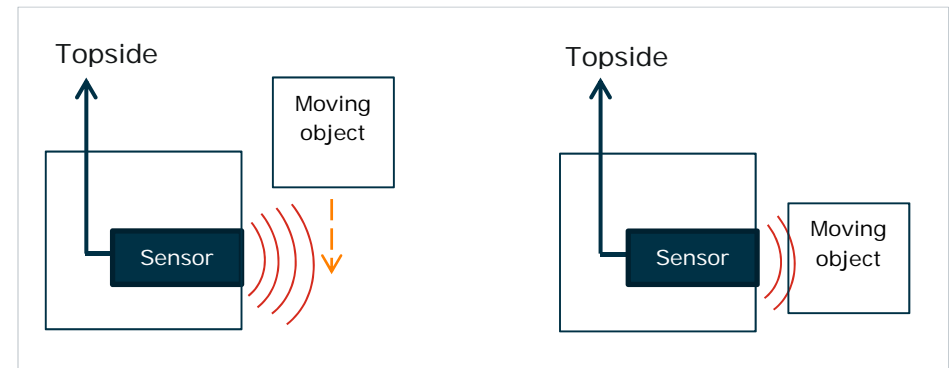 Topside
Moving
object
Sensor
Topside
Moving
object
Sensor